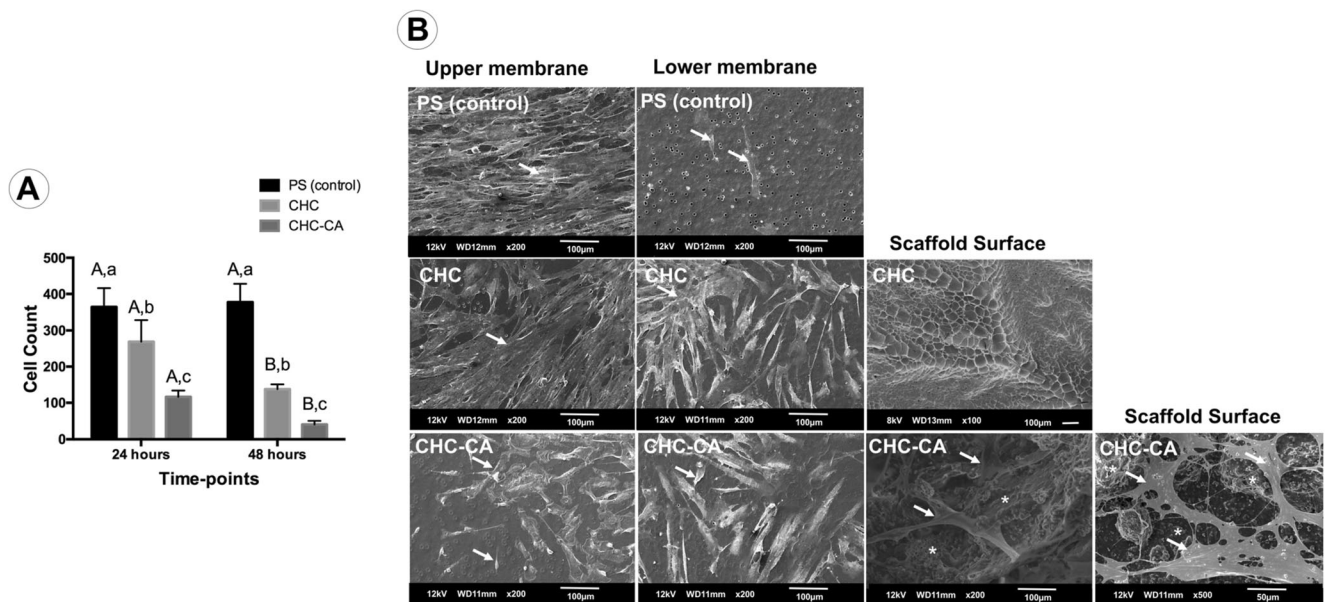 A
PS (control)
CHC
CHC-CA
500
400
300
200
100
0
Cell Count
A,a
A,b
A,c
A,a
B,b
B,c
24 hours
48 hours
Time-points
B
Upper membrane
Lower membrane
PS (control)
12kV WD12mm x200 100μm
PS (control)
12kV WD12mm x200 100μm
Scaffold Surface
CHC
12kV WD12mm x200 100μm
CHC
12kV WD11mm x200 100μm
CHC
8kV WD13mm x100 100μm
Scaffold Surface
CHC-CA
12kV WD11mm x200 100μm
CHC-CA
12kV WD11mm x200 100μm
CHC-CA
* * *
12kV WD11mm x200 100μm
CHC-CA
* * *
12kV WD11mm x500 50μm